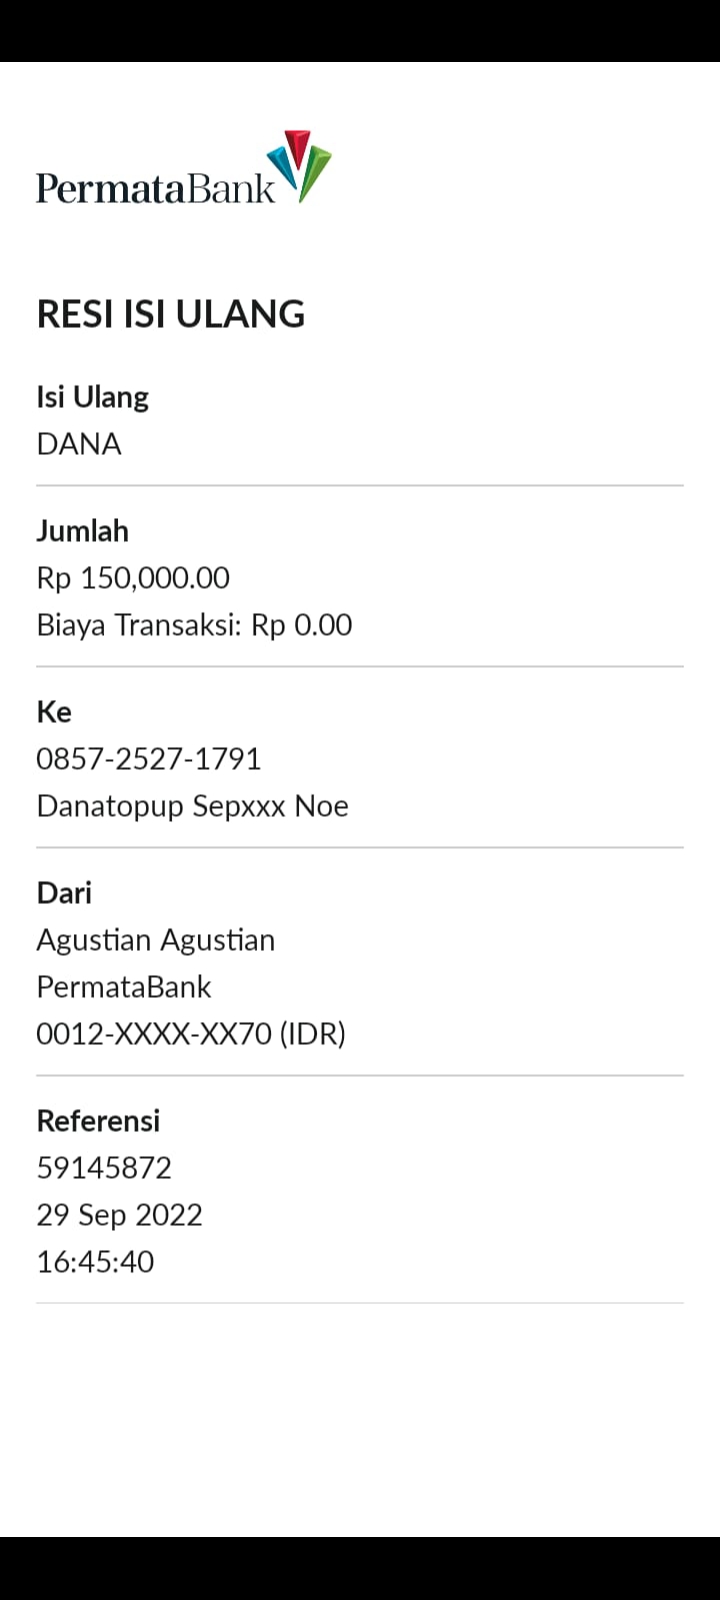 PermataBank
RESI ISI ULANG
Isi Ulang
DANA
Jumlah
Rp 150,000.00
Biaya Transaksi: Rp 0.00
Ke
0857-2527-1791
Danatopup Sepxxx Noe
Dari
Agustian Agustian
PermataBank
0012-XXXX-XX70 (IDR)
Referensi
59145872
29 Sep 2022
16:45:40